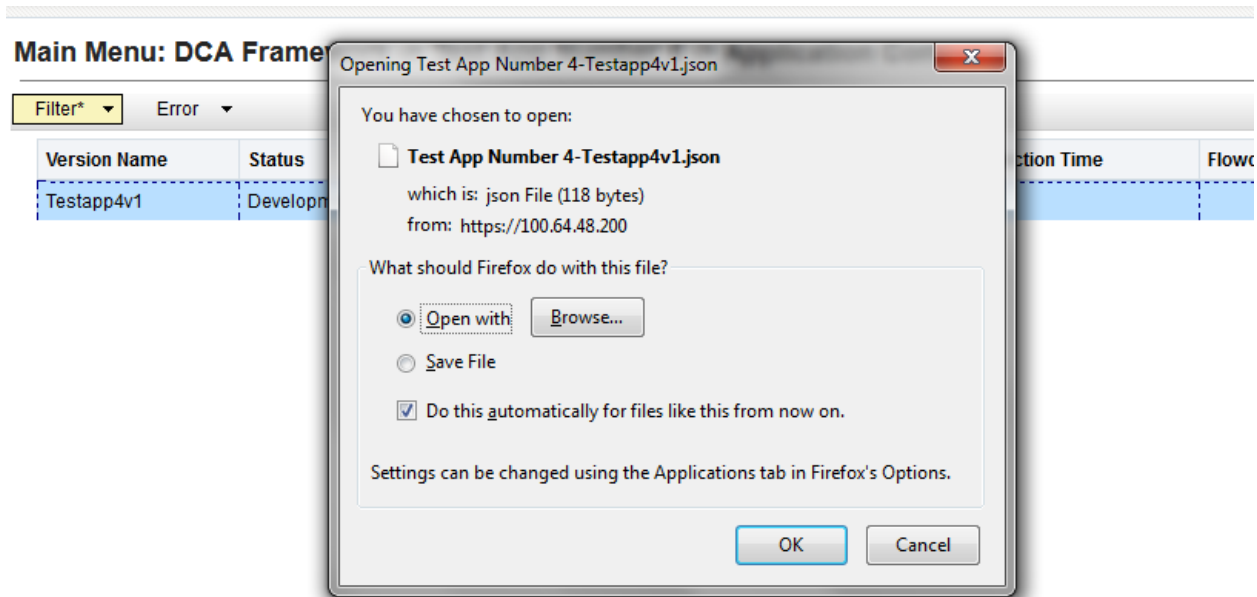 Main Menu: DCA Frame
Opening Test App Number 4-Testapp4v1.json
Filter* Error
You have chosen to open:
Test App Number 4-Testapp4v1.json
which is: json File (118 bytes)
from: https://100.64.48.200
Version Name Status ction Time Flowc
Testapp4v1 Developm
What should Firefox do with this file?
Open with Browse...
Save File
Do this automatically for files like this from now on.
Settings can be changed using the Applications tab in Firefox's Options.
OK Cancel